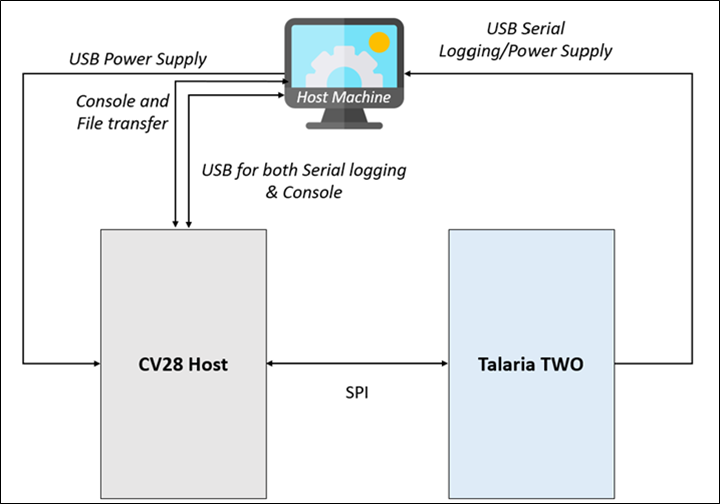 USB Power Supply
Console and
File transfer
USB Serial
Logging/Power Supply
Host Machine
USB for both Serial logging
& Console
CV28 Host
SPI
Talaria TWO